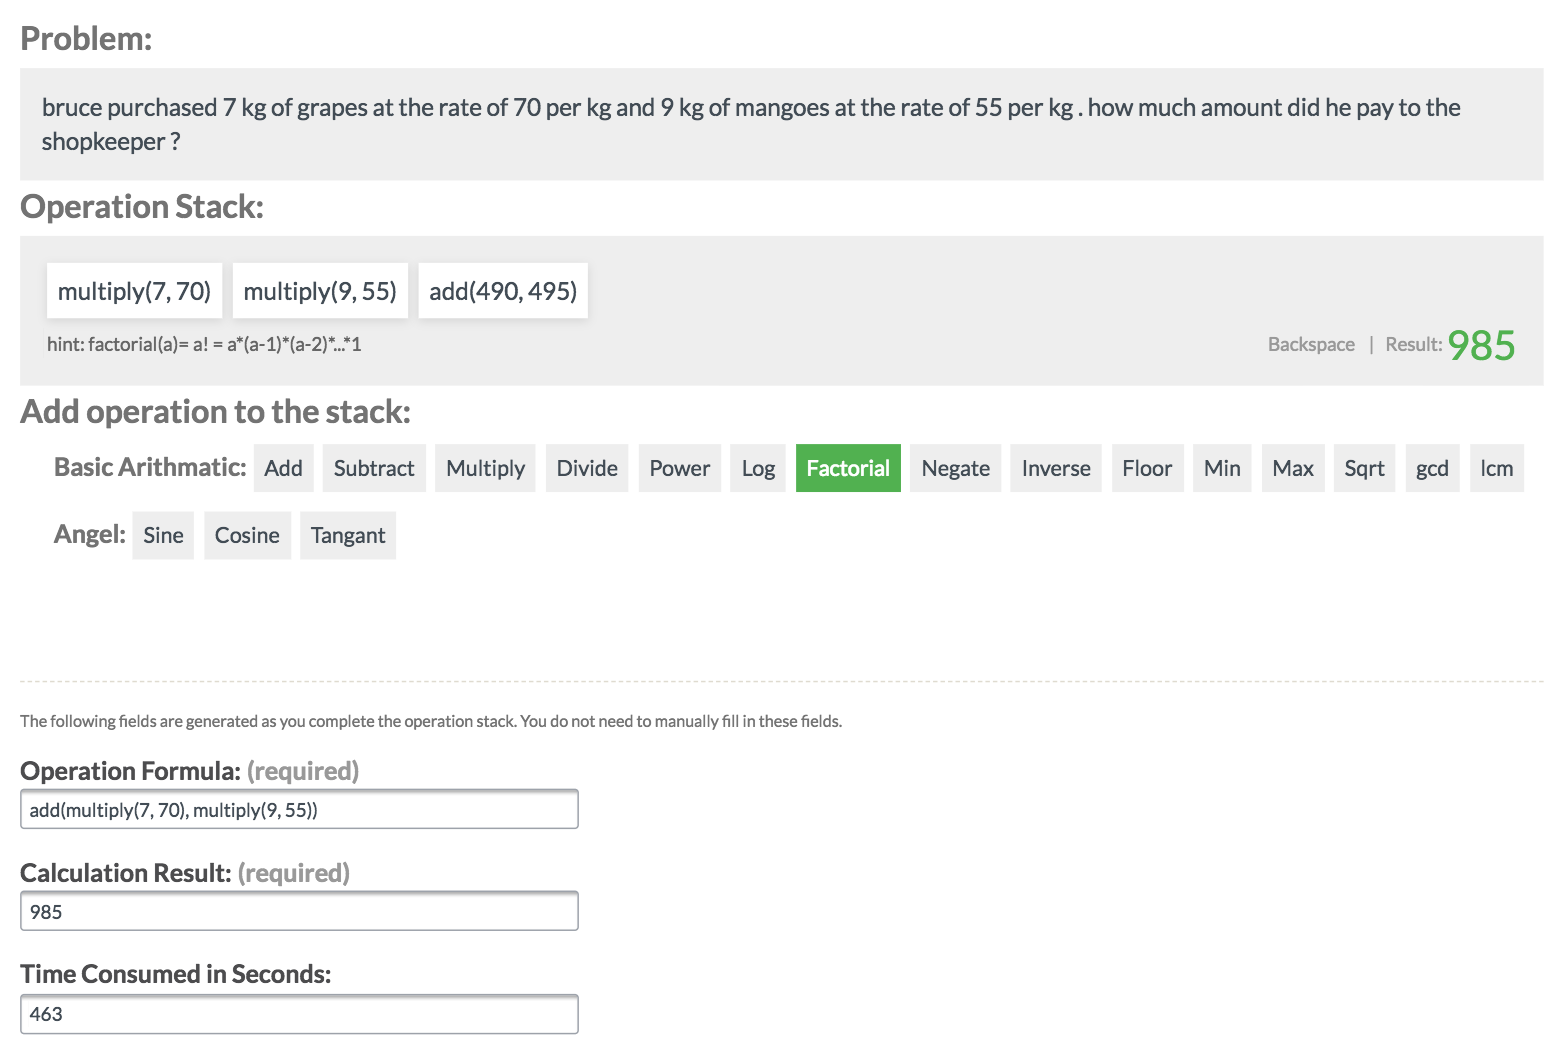 Problem:
bruce purchased 7 kg of grapes at the rate of 70 per kg and 9 kg of mangoes at the rate of 55 per kg . how much amount did he pay to the
shopkeeper ?
Operation Stack:
multiply(7, 70) multiply(9, 55) add(490, 495)
hint: factorial(a)= a! = a*(a-1)*(a-2)*...*1 Backspace | Result: 985
Add operation to the stack:
Basic Arithmatic: Add Subtract Multiply Divide Power Log Factorial Negate Inverse Floor Min Max Sqrt gcd lcm
Angel: Sine Cosine Tangant
The following fields are generated as you complete the operation stack. You do not need to manually fill in these fields.
Operation Formula: (required)
add(multiply(7, 70), multiply(9, 55))
Calculation Result: (required)
985
Time Consumed in Seconds:
463